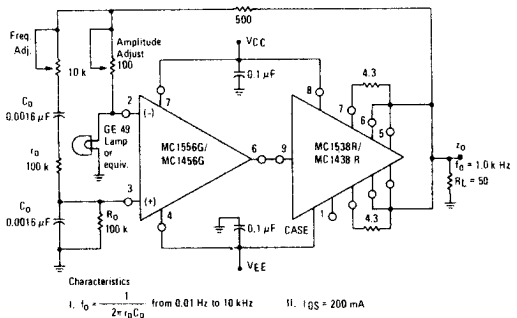 500
Freq.
Adj.
10 k
Amplitude
Adjust
100
VCC
0.1 μF
C0
0.0016 μF
r0
100 k
C0
0.0016 μF
R0
100 k
GE 49
Lamp
or
equiv.
2
(-)
3
(+)
7
4
MC1556G/
MC1456G
6
9
8
MC1538R/
MC1438 R
7
4.3
6
5
1
4.3
CASE
0.1 μF
VEE
z0
f0 = 1.0 kHz
RL = 50
Characteristics
I. f0 = 1 / 2π r0 C0 from 0.01 Hz to 10 kHz
II. IOS = 200 mA